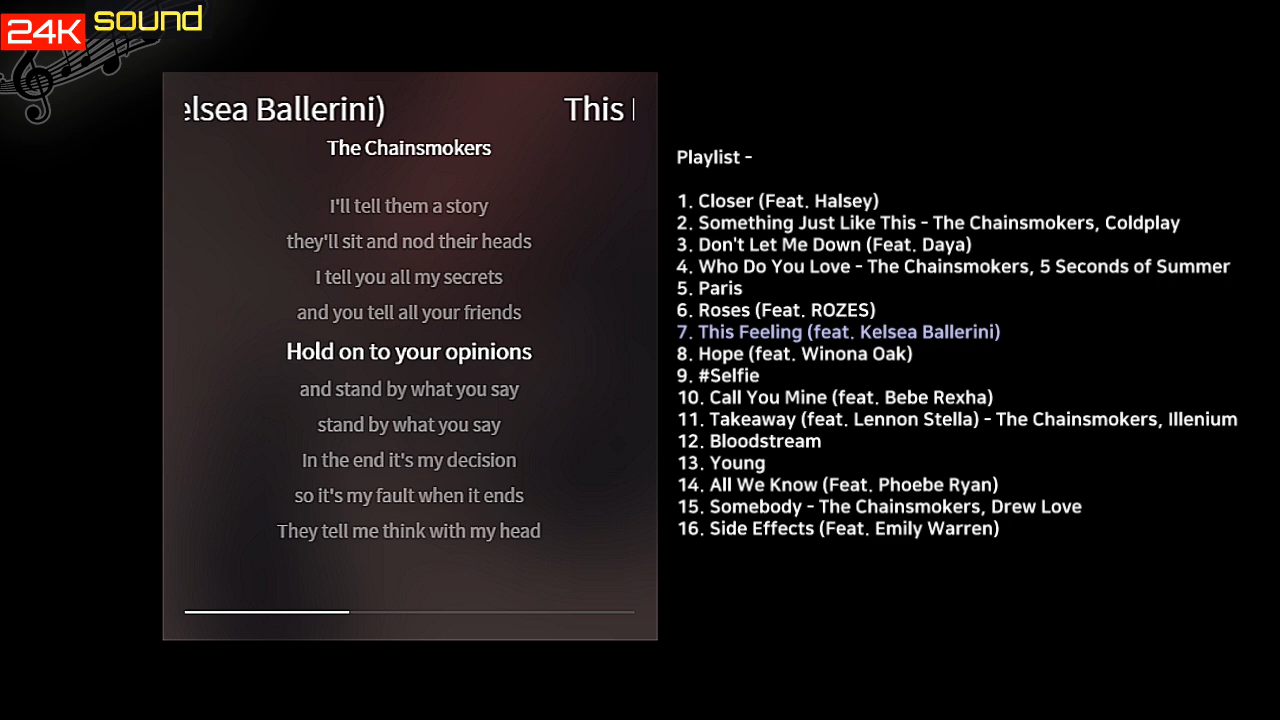 24K sound
elsea Ballerini) This
The Chainsmokers
I'll tell them a story
they'll sit and nod their heads
I tell you all my secrets
and you tell all your friends
Hold on to your opinions
and stand by what you say
stand by what you say
In the end it's my decision
so it's my fault when it ends
They tell me think with my head
Playlist -
1. Closer (Feat. Halsey)
2. Something Just Like This - The Chainsmokers, Coldplay
3. Don't Let Me Down (Feat. Daya)
4. Who Do You Love - The Chainsmokers, 5 Seconds of Summer
5. Paris
6. Roses (Feat. ROZES)
7. This Feeling (feat. Kelsea Ballerini)
8. Hope (feat. Winona Oak)
9. #Selfie
10. Call You Mine (feat. Bebe Rexha)
11. Takeaway (feat. Lennon Stella) - The Chainsmokers, Illenium
12. Bloodstream
13. Young
14. All We Know (Feat. Phoebe Ryan)
15. Somebody - The Chainsmokers, Drew Love
16. Side Effects (Feat. Emily Warren)